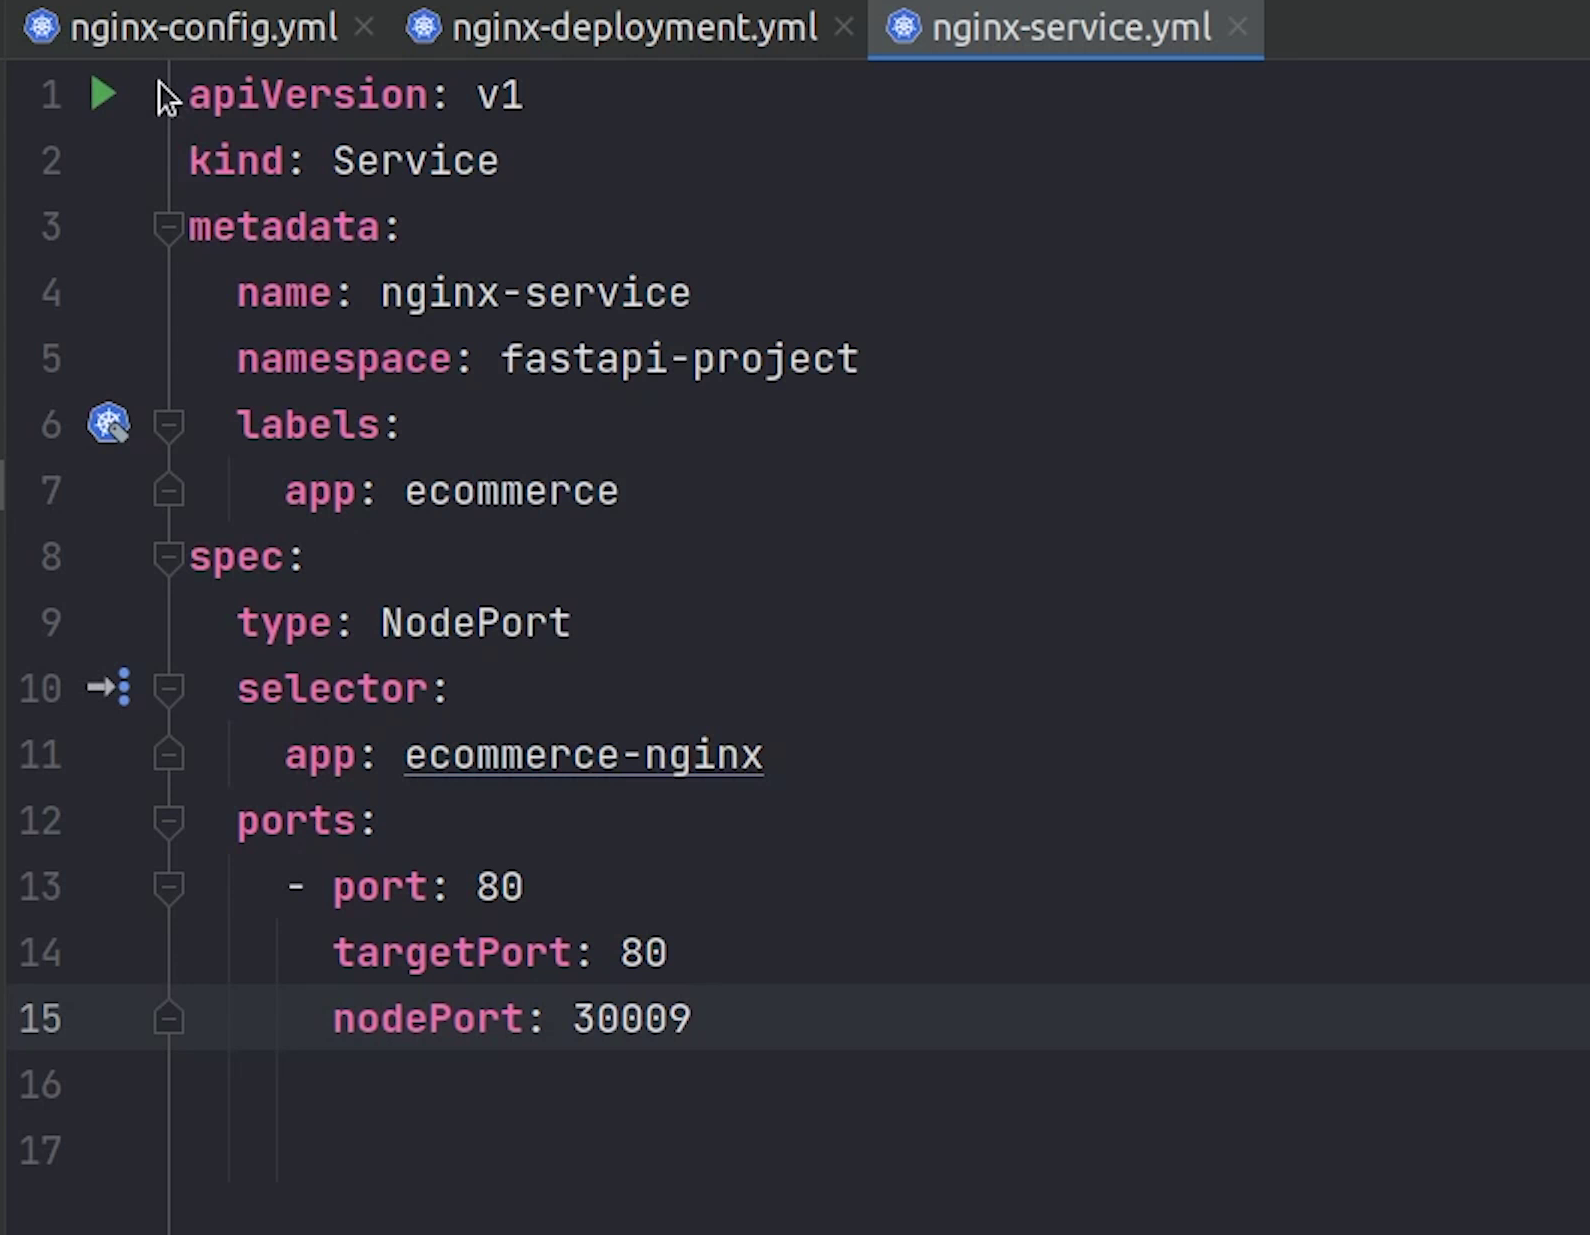 nginx-config.yml nginx-deployment.yml nginx-service.yml
1 apiVersion: v1
2 kind: Service
3 metadata:
4   name: nginx-service
5   namespace: fastapi-project
6   labels:
7     app: ecommerce
8 spec:
9   type: NodePort
10   selector:
11     app: ecommerce-nginx
12   ports:
13     - port: 80
14       targetPort: 80
15       nodePort: 30009
16
17